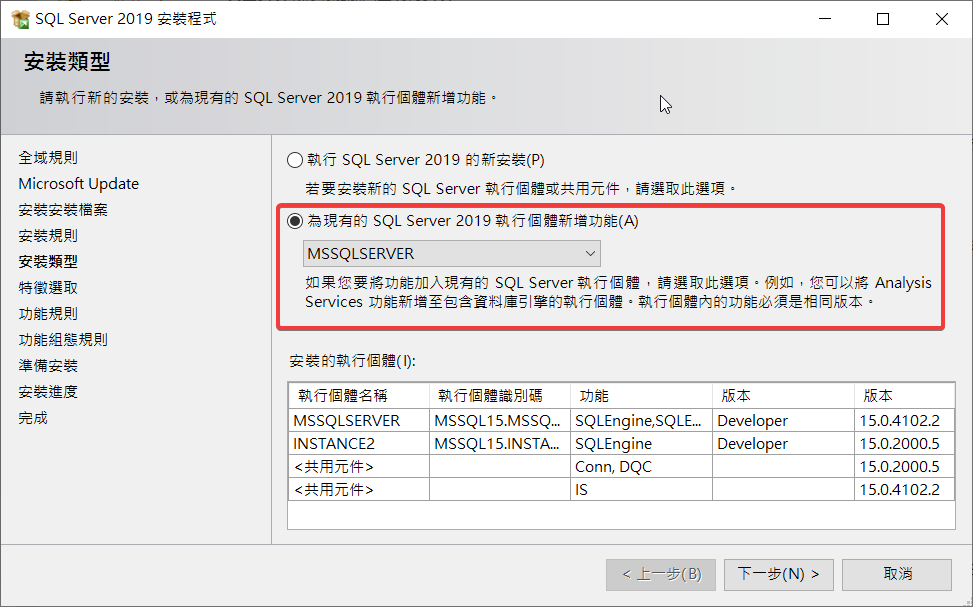 SQL Server 2019 安裝程式
安裝類型
請執行新的安裝，或為現有的 SQL Server 2019 執行個體新增功能。
全域規則
Microsoft Update
安裝安裝檔案
安裝規則
安裝類型
特徵選取
功能規則
功能組態規則
準備安裝
安裝進度
完成
執行 SQL Server 2019 的新安裝(P)
若要安裝新的 SQL Server 執行個體或共用元件，請選取此選項。
為現有的 SQL Server 2019 執行個體新增功能(A)
MSSQLSERVER
如果您要將功能加入現有的 SQL Server 執行個體，請選取此選項。例如，您可以將 Analysis
Services 功能新增至包含資料庫引擎的執行個體。執行個體內的功能必須是相同版本。
安裝的執行個體(I):
執行個體名稱 執行個體識別碼 功能 版本 版本
MSSQLSERVER MSSQL15.MSSQ... SQLEngine,SQLE... Developer 15.0.4102.2
INSTANCE2 MSSQL15.INSTA... SQLEngine Developer 15.0.2000.5
<共用元件> Conn, DQC 15.0.2000.5
<共用元件> IS 15.0.4102.2
< 上一步(B) 下一步(N) > 取消